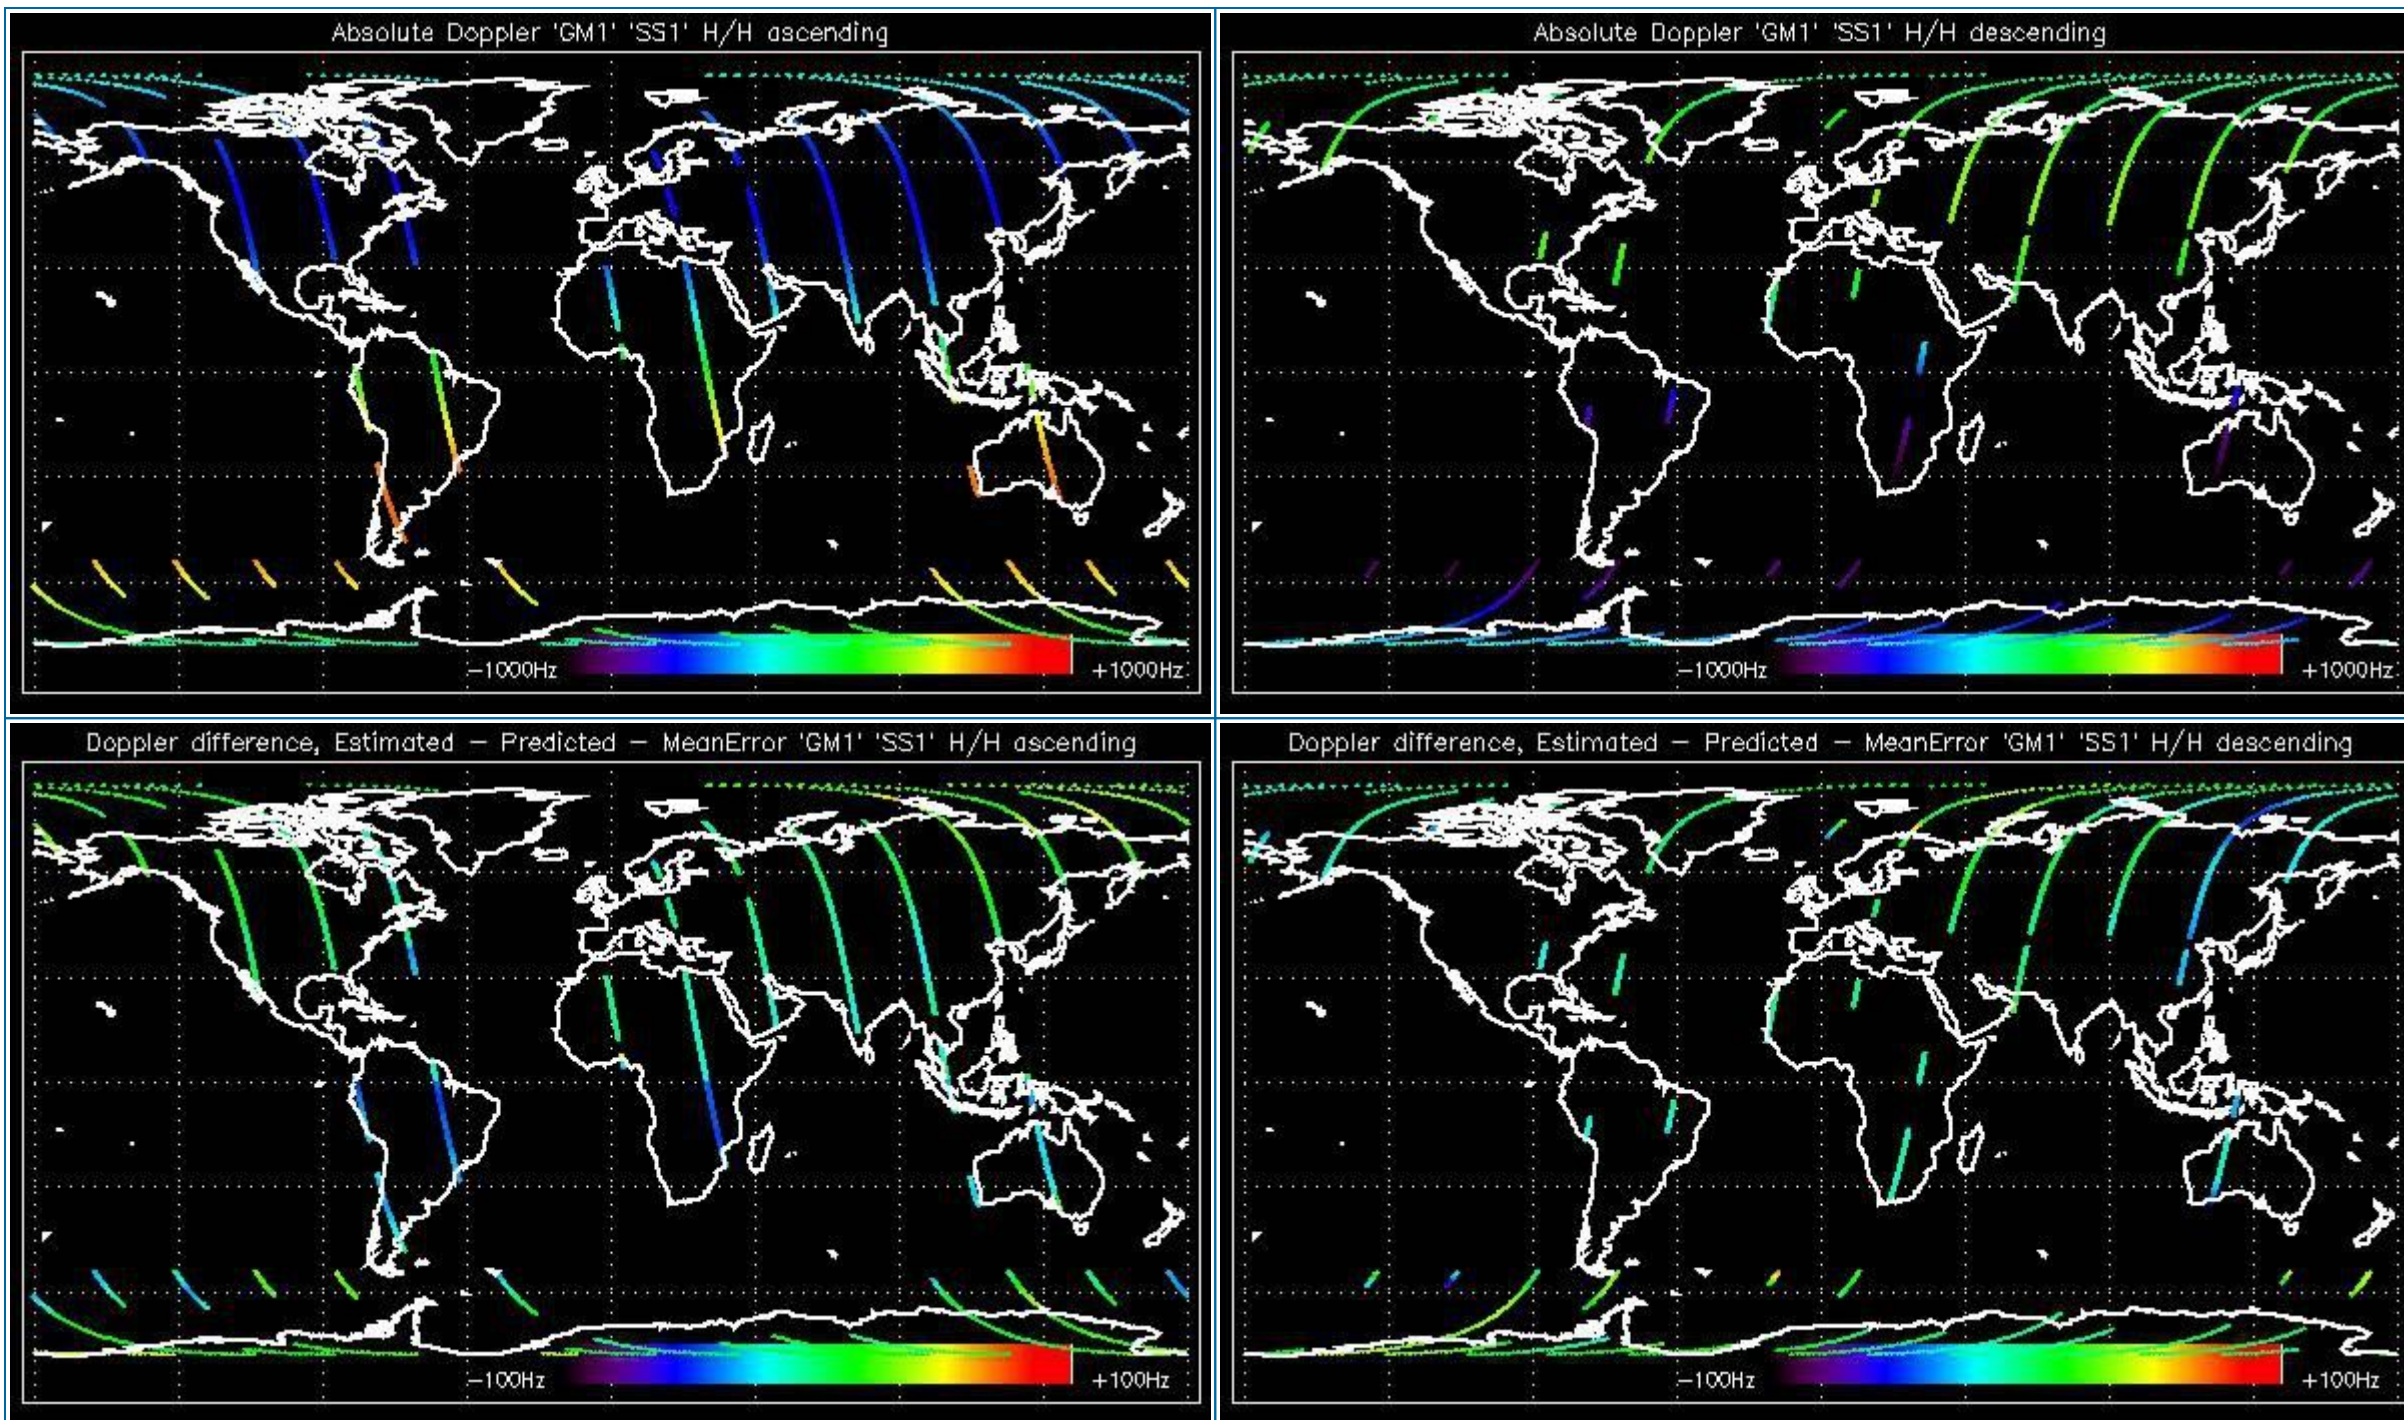 Absolute Doppler 'GM1' 'SS1' H/H ascending
-1000Hz
+1000Hz
Absolute Doppler 'GM1' 'SS1' H/H descending
-1000Hz
+1000Hz
Doppler difference, Estimated - Predicted - MeanError 'GM1' 'SS1' H/H ascending
-100Hz
+100Hz
Doppler difference, Estimated - Predicted - MeanError 'GM1' 'SS1' H/H descending
-100Hz
+100Hz